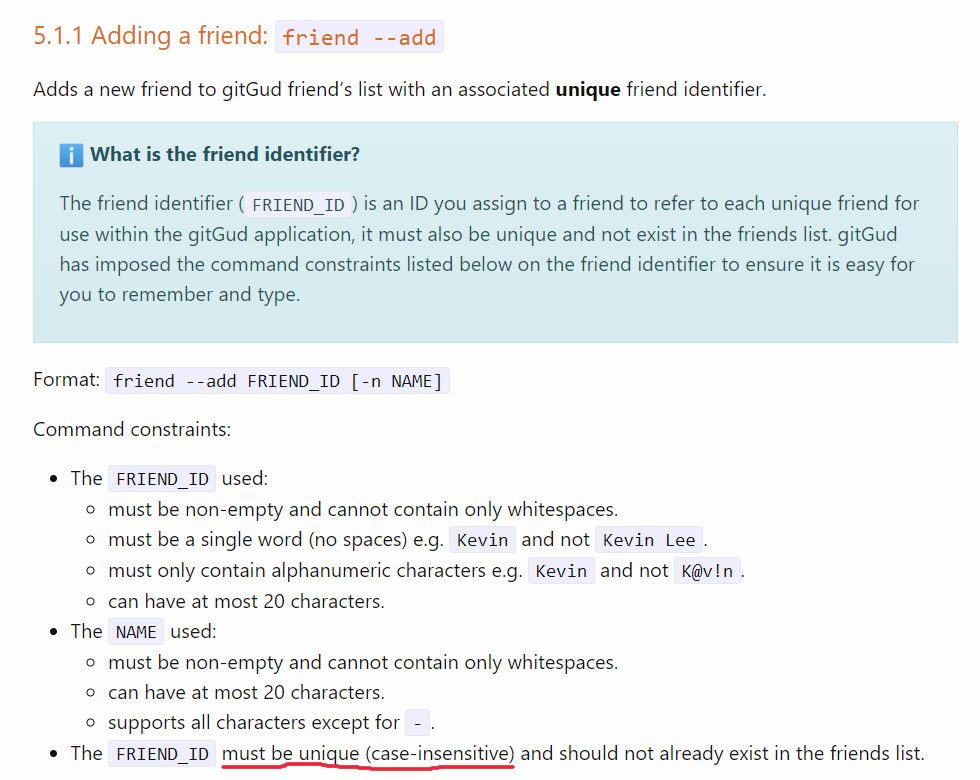 5.1.1 Adding a friend: friend --add
Adds a new friend to gitGud friend's list with an associated unique friend identifier.
i What is the friend identifier?
The friend identifier ( FRIEND_ID ) is an ID you assign to a friend to refer to each unique friend for
use within the gitGud application, it must also be unique and not exist in the friends list. gitGud
has imposed the command constraints listed below on the friend identifier to ensure it is easy for
you to remember and type.
Format: friend --add FRIEND_ID [-n NAME]
Command constraints:
• The FRIEND_ID used:
◦ must be non-empty and cannot contain only whitespaces.
◦ must be a single word (no spaces) e.g. Kevin and not Kevin Lee .
◦ must only contain alphanumeric characters e.g. Kevin and not K@v!n .
◦ can have at most 20 characters.
• The NAME used:
◦ must be non-empty and cannot contain only whitespaces.
◦ can have at most 20 characters.
◦ supports all characters except for - .
• The FRIEND_ID must be unique (case-insensitive) and should not already exist in the friends list.